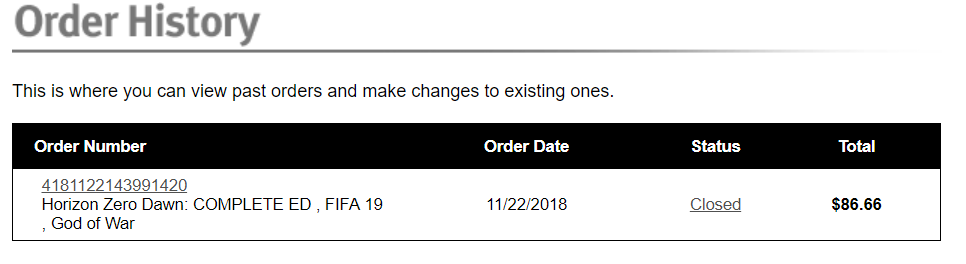 Order History
This is where you can view past orders and make changes to existing ones.
Order Number Order Date Status Total
4181122143991420
Horizon Zero Dawn: COMPLETE ED , FIFA 19 11/22/2018 Closed $86.66
, God of War